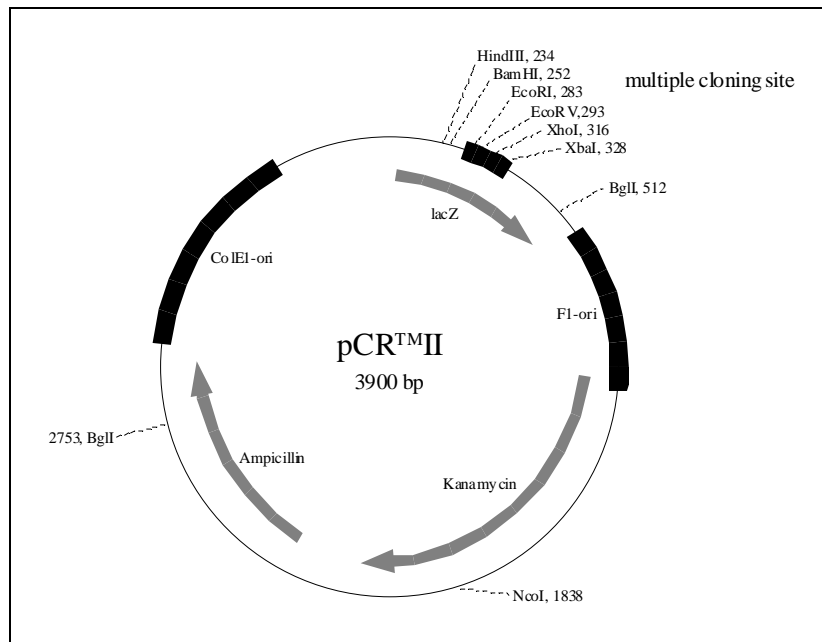 HindIII, 234
BamHI, 252
multiple cloning site
EcoRI, 283
EcoRV,293
XhoI, 316
XbaI, 328
BglI, 512
lacZ
ColE1-ori
F1-ori
pCR™II
3900 bp
2753, BglI
Ampicillin
Kanamycin
NcoI, 1838